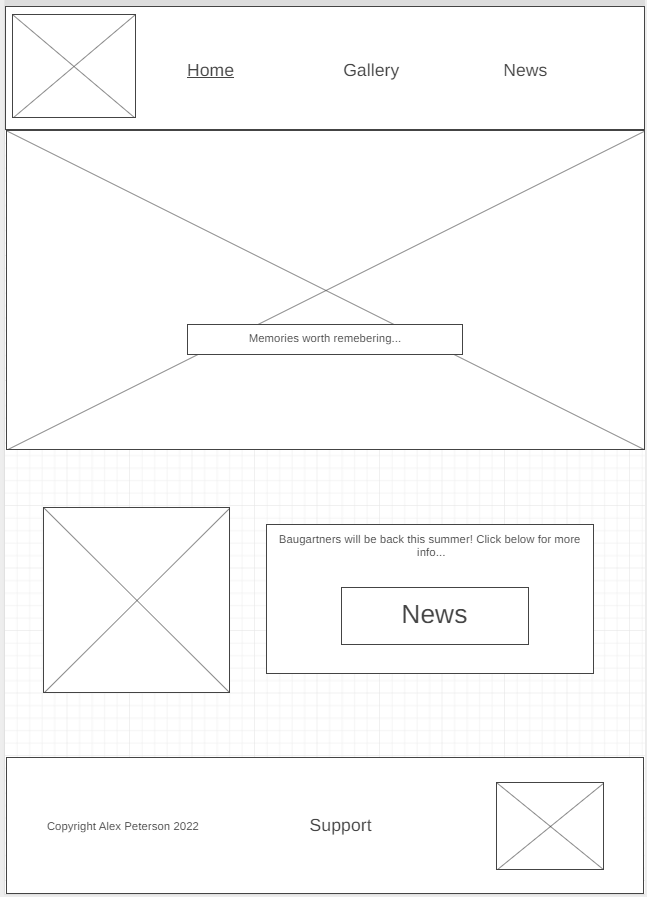 Home
Gallery
News
Memories worth remebering...
Baugartners will be back this summer! Click below for more
info...
News
Copyright Alex Peterson 2022
Support